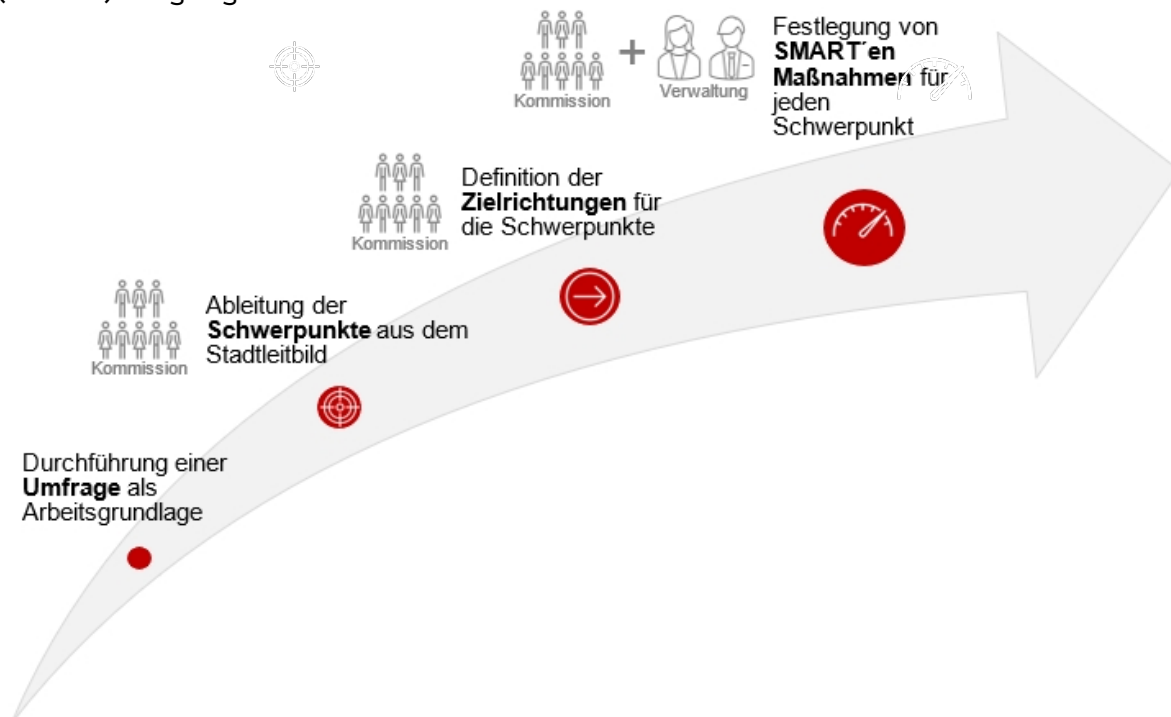 Festlegung von
SMART´en
Maßnahmen für
jeden
Schwerpunkt
Kommission
Verwaltung
Definition der
Zielrichtungen für
die Schwerpunkte
Kommission
Ableitung der
Schwerpunkte aus dem
Stadtleitbild
Kommission
Durchführung einer
Umfrage als
Arbeitsgrundlage